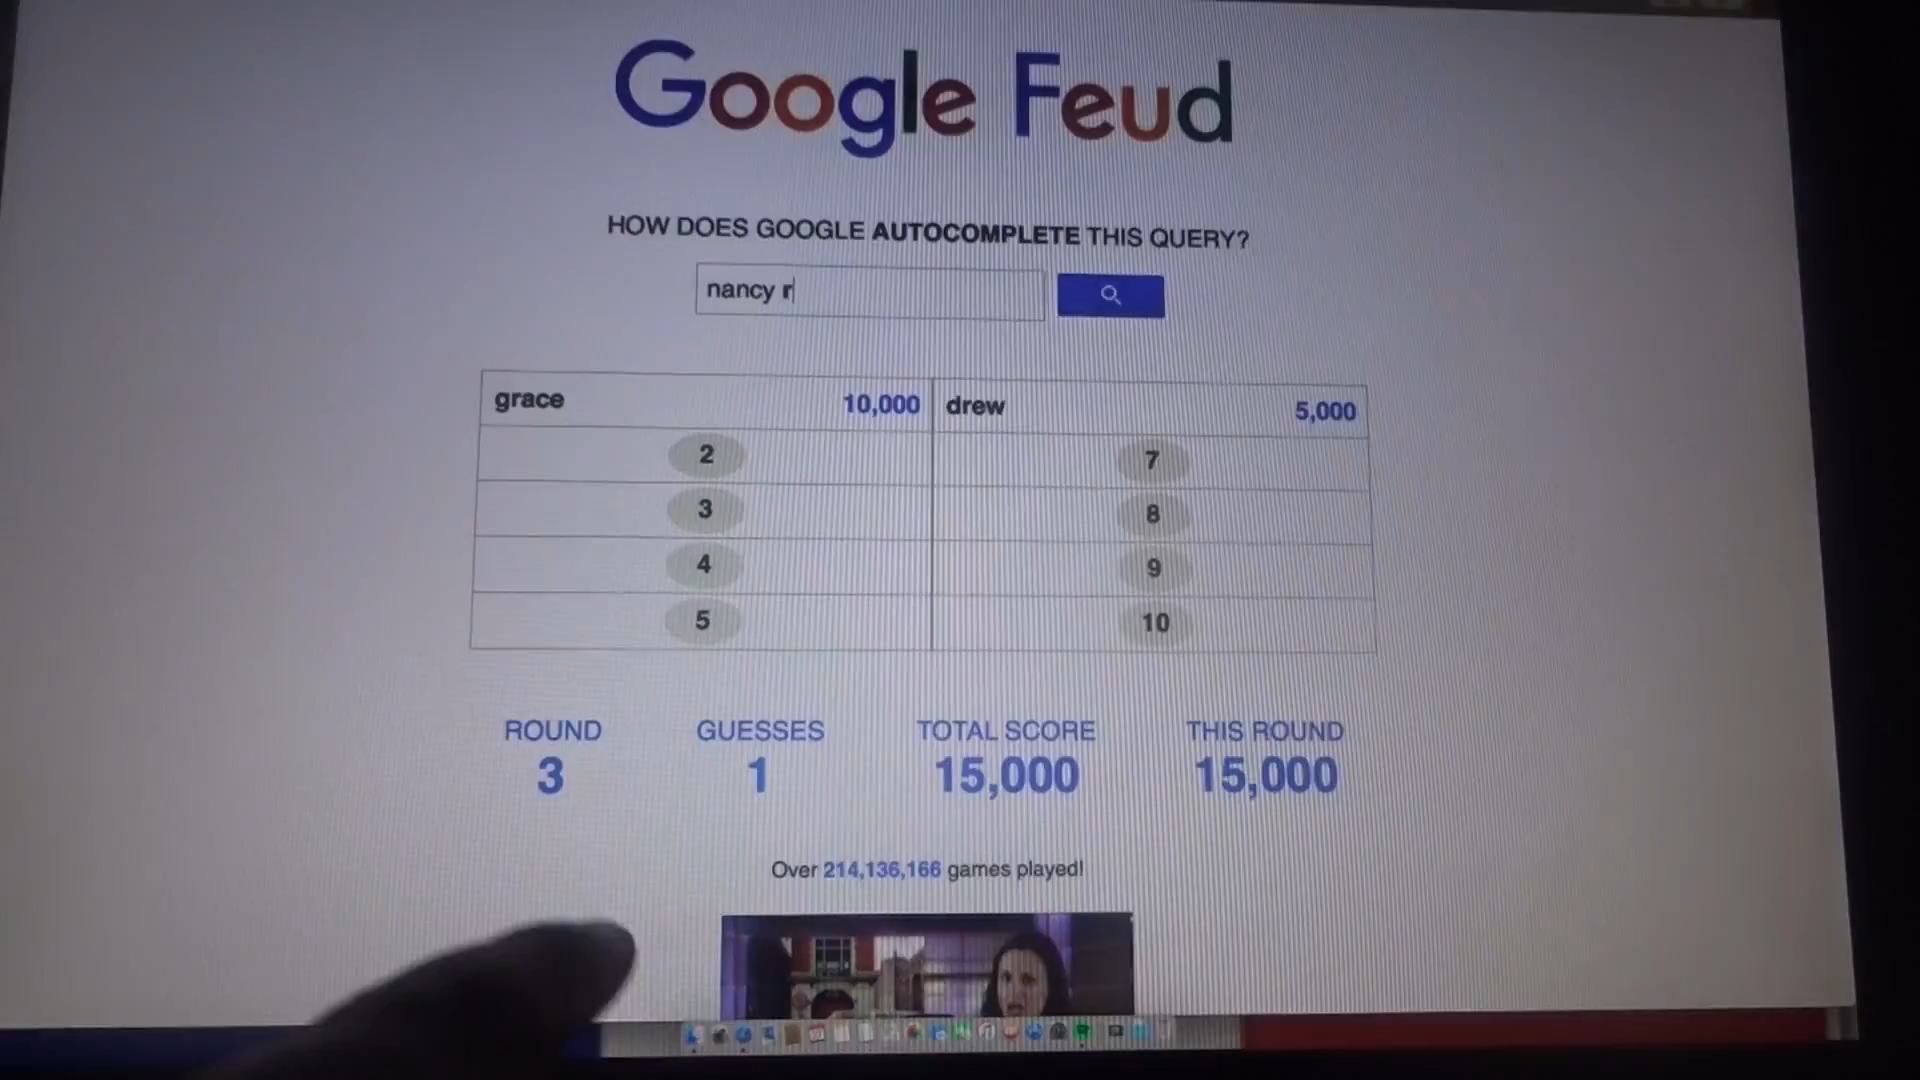 Google Feud
HOW DOES GOOGLE AUTOCOMPLETE THIS QUERY?
nancy r
grace 10,000 drew 5,000
2 7
3 8
4 9
5 10
ROUND GUESSES TOTAL SCORE THIS ROUND
3 1 15,000 15,000
Over 214,136,166 games played!